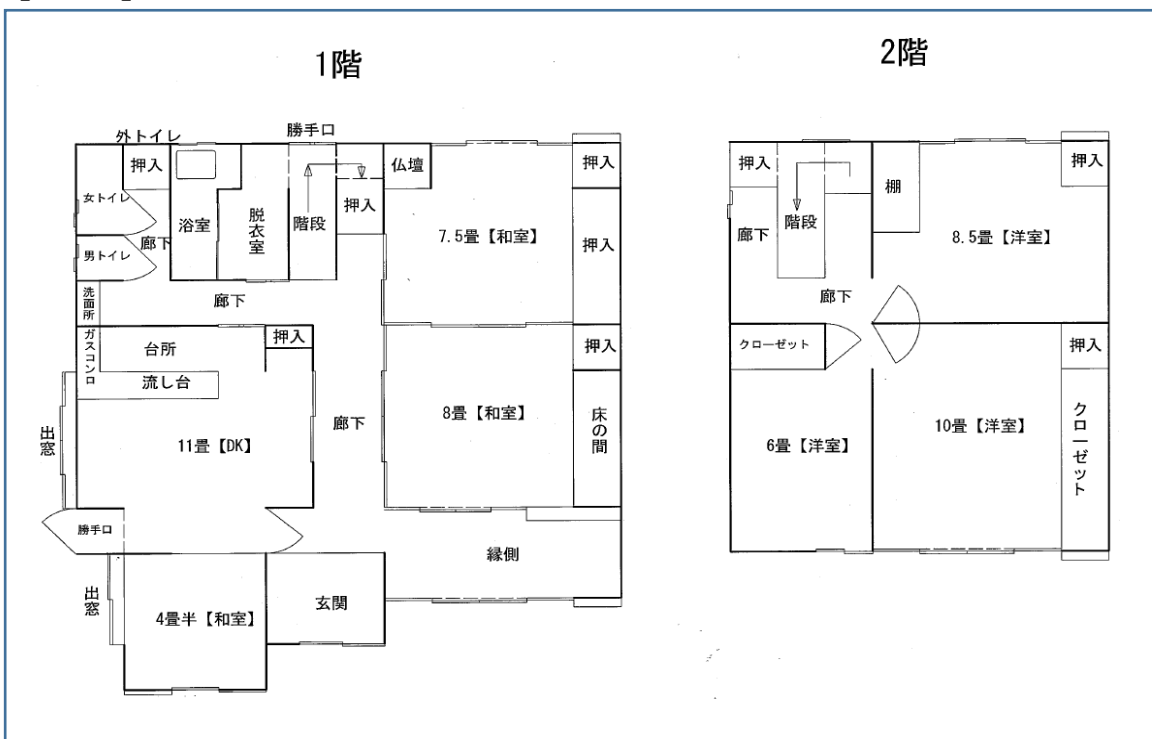 1階
2階
外トイレ
勝手口
押入
女トイレ
男トイレ
廊下
浴室
脱衣室
階段
押入
仏壇
7.5畳【和室】
押入
押入
洗面所
廊下
ガスコンロ
台所
押入
流し台
出窓
11畳【DK】
廊下
8畳【和室】
押入
床の間
勝手口
縁側
出窓
4畳半【和室】
玄関
押入
階段
廊下
棚
8.5畳【洋室】
押入
廊下
クローゼット
6畳【洋室】
10畳【洋室】
押入
クローゼット